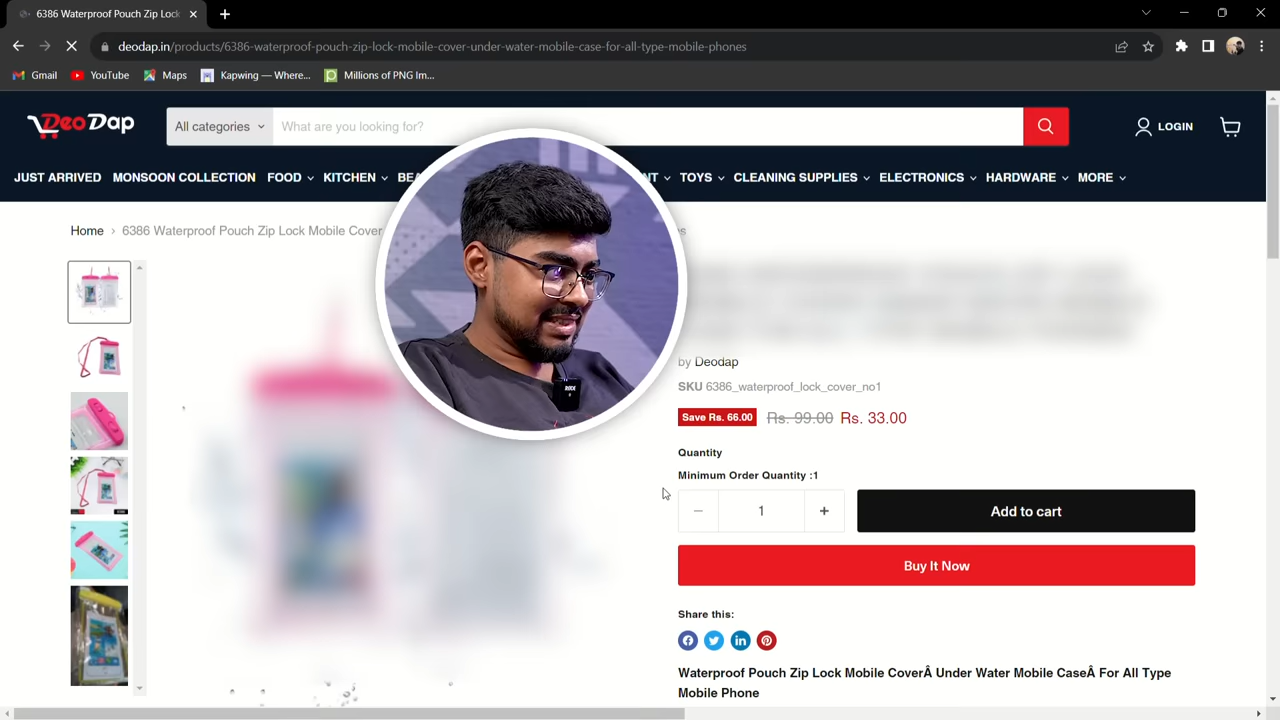 6386 Waterproof Pouch Zip Lock
deodap.in/products/6386-waterproof-pouch-zip-lock-mobile-cover-under-water-mobile-case-for-all-type-mobile-phones
Gmail YouTube Maps Kapwing — Where... Millions of PNG Im...
DeoDap All categories What are you looking for? LOGIN
JUST ARRIVED MONSOON COLLECTION FOOD KITCHEN TOYS CLEANING SUPPLIES ELECTRONICS HARDWARE MORE
Home › 6386 Waterproof Pouch Zip Lock Mobile Cover
by Deodap
SKU 6386_waterproof_lock_cover_no1
Save Rs. 66.00 Rs. 99.00 Rs. 33.00
Quantity
Minimum Order Quantity :1
− 1 + Add to cart
Buy It Now
Share this:
Waterproof Pouch Zip Lock Mobile CoverÂ Under Water Mobile CaseÂ For All Type
Mobile Phone